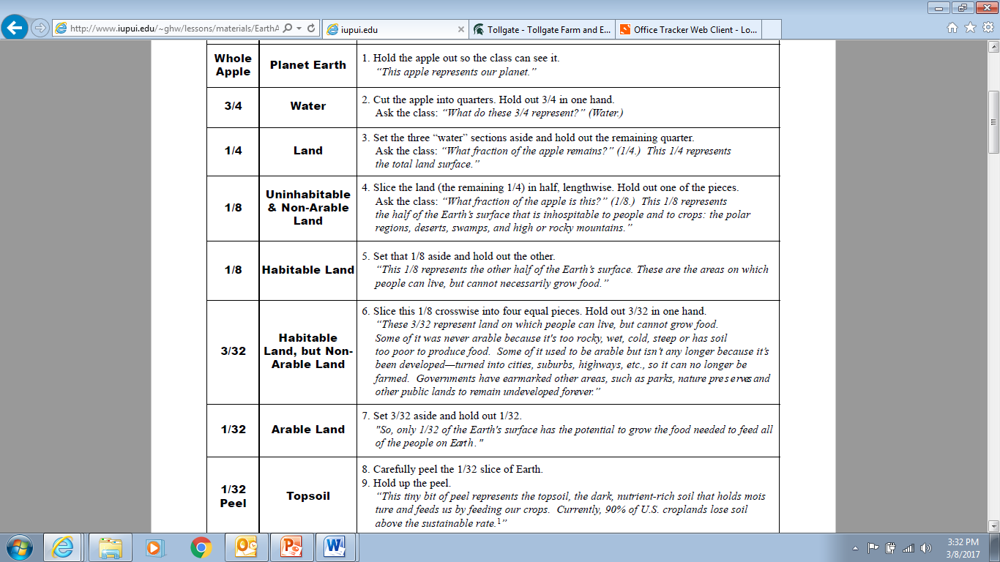 http://www.iupui.edu/~ghw/lessons/materials/EarthA
iupui.edu
Tollgate - Tollgate Farm and E...
Office Tracker Web Client - Lo...
Whole
Apple
Planet Earth
1. Hold the apple out so the class can see it.
“This apple represents our planet.”
3/4
Water
2. Cut the apple into quarters. Hold out 3/4 in one hand.
Ask the class: “What do these 3/4 represent?” (Water.)
1/4
Land
3. Set the three “water” sections aside and hold out the remaining quarter.
Ask the class: “What fraction of the apple remains?” (1/4.) This 1/4 represents
the total land surface.”
1/8
Uninhabitable
& Non-Arable
Land
4. Slice the land (the remaining 1/4) in half, lengthwise. Hold out one of the pieces.
Ask the class: “What fraction of the apple is this?” (1/8.) This 1/8 represents
the half of the Earth’s surface that is inhospitable to people and to crops: the polar
regions, deserts, swamps, and high or rocky mountains.”
1/8
Habitable Land
5. Set that 1/8 aside and hold out the other.
“This 1/8 represents the other half of the Earth’s surface. These are the areas on which
people can live, but cannot necessarily grow food.”
3/32
Habitable
Land, but Non-
Arable Land
6. Slice this 1/8 crosswise into four equal pieces. Hold out 3/32 in one hand.
“These 3/32 represent land on which people can live, but cannot grow food.
Some of it was never arable because it's too rocky, wet, cold, steep or has soil
too poor to produce food. Some of it used to be arable but isn’t any longer because it’s
been developed—turned into cities, suburbs, highways, etc., so it can no longer be
farmed. Governments have earmarked other areas, such as parks, nature preserves and
other public lands to remain undeveloped forever.”
1/32
Arable Land
7. Set 3/32 aside and hold out 1/32.
"So, only 1/32 of the Earth's surface has the potential to grow the food needed to feed all
of the people on Earth."
1/32
Peel
Topsoil
8. Carefully peel the 1/32 slice of Earth.
9. Hold up the peel.
“This tiny bit of peel represents the topsoil, the dark, nutrient-rich soil that holds mois
ture and feeds us by feeding our crops. Currently, 90% of U.S. croplands lose soil
above the sustainable rate.1”
3:32 PM
3/8/2017